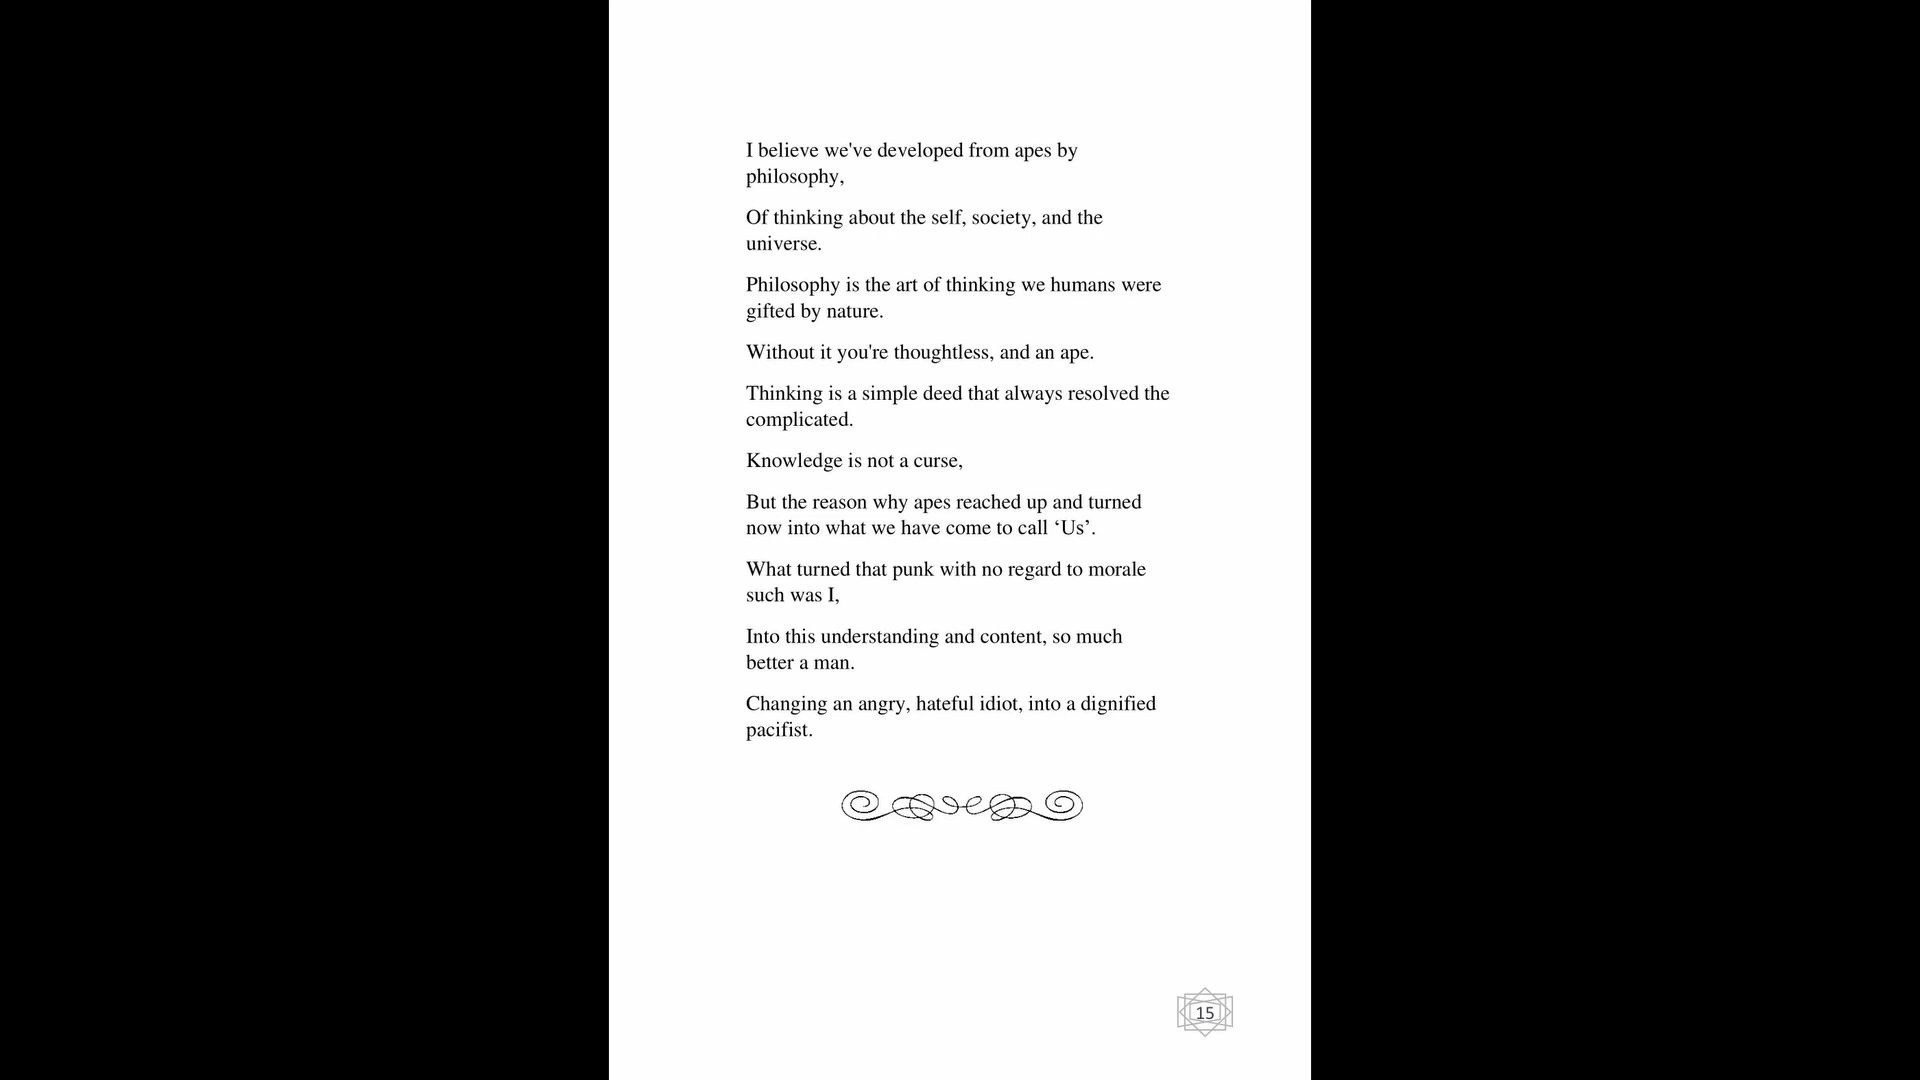 I believe we've developed from apes by
philosophy,
Of thinking about the self, society, and the
universe.
Philosophy is the art of thinking we humans were
gifted by nature.
Without it you're thoughtless, and an ape.
Thinking is a simple deed that always resolved the
complicated.
Knowledge is not a curse,
But the reason why apes reached up and turned
now into what we have come to call ‘Us’.
What turned that punk with no regard to morale
such was I,
Into this understanding and content, so much
better a man.
Changing an angry, hateful idiot, into a dignified
pacifist.
15